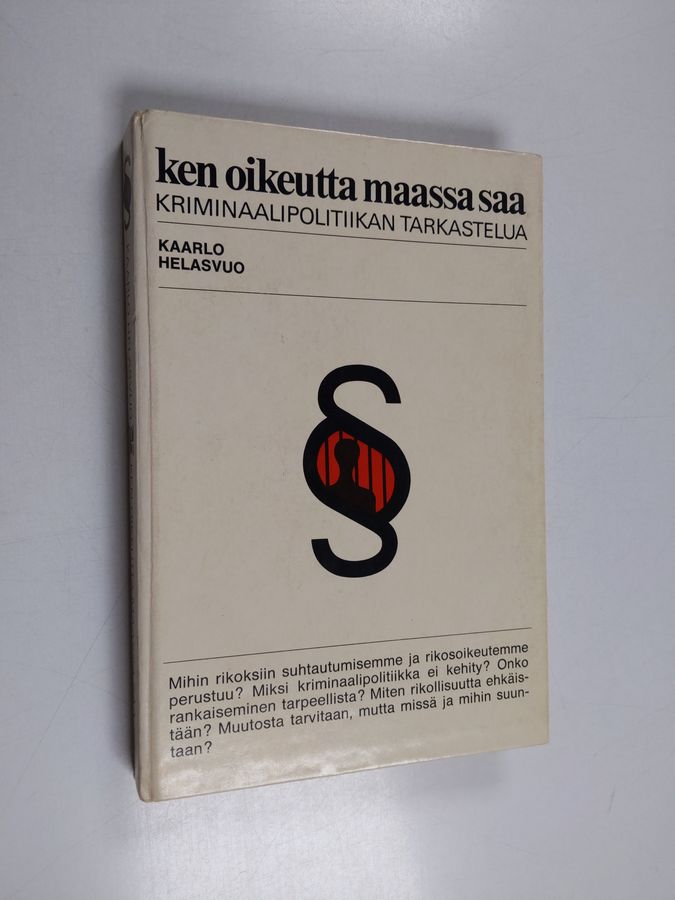 ken oikeutta maassa saa
KRIMINAALIPOLITIIKAN TARKASTELUA
KAARLO
HELASVUO
§
Mihin rikoksiin suhtautumisemme ja rikosoikeutemme
perustuu? Miksi kriminaalipolitiikka ei kehity? Onko
rankaiseminen tarpeellista? Miten rikollisuutta ehkäis-
tään? Muutosta tarvitaan, mutta missä ja mihin suun-
taan?